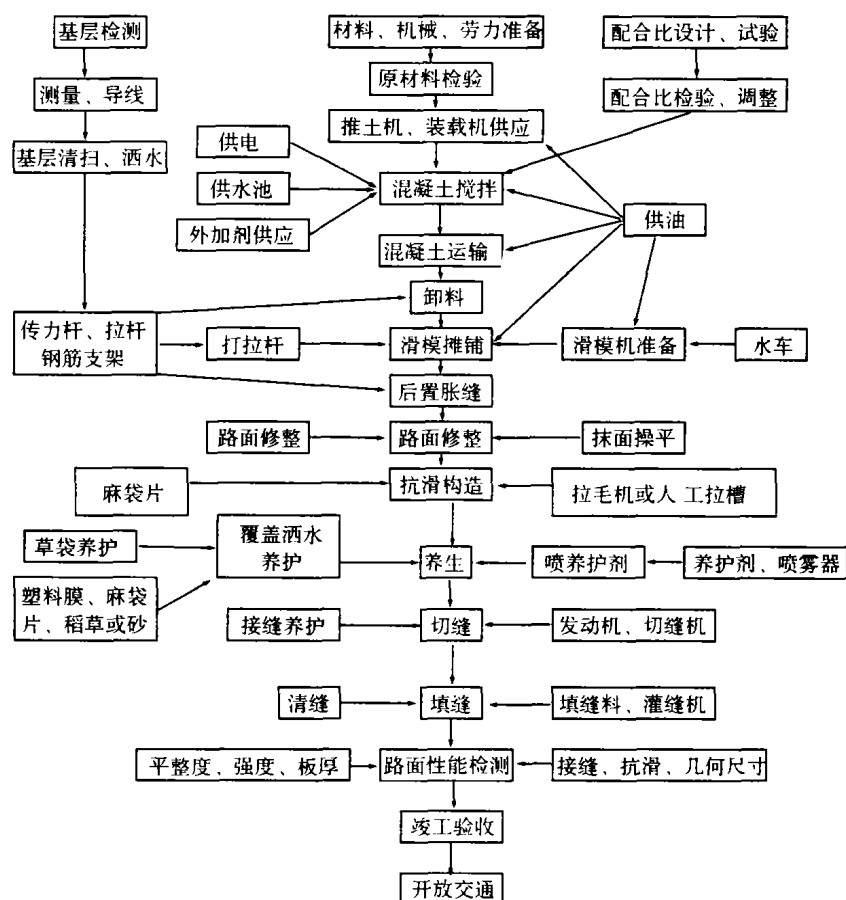 基层检测
材料、机械、劳力准备
配合比设计、试验
原材料检验
测量、导线
配合比检验、调整
推土机、装载机供应
供电
基层清扫、洒水
供水池
混凝土搅拌
供油
外加剂供应
混凝土运输
卸料
传力杆、拉杆
钢筋支架
打拉杆
滑模摊铺
滑模机准备
水车
后置胀缝
路面修整
路面修整
抹面操平
麻袋片
抗滑构造
拉毛机或人 工拉槽
草袋养护
覆盖洒水
养护
养生
喷养护剂
养护剂、喷雾器
塑料膜、麻袋
片、稻草或砂
接缝养护
切缝
发动机、切缝机
清缝
填缝
填缝料、灌缝机
平整度、强度、板厚
路面性能检测
接缝、抗滑、几何尺寸
竣工验收
开放交通